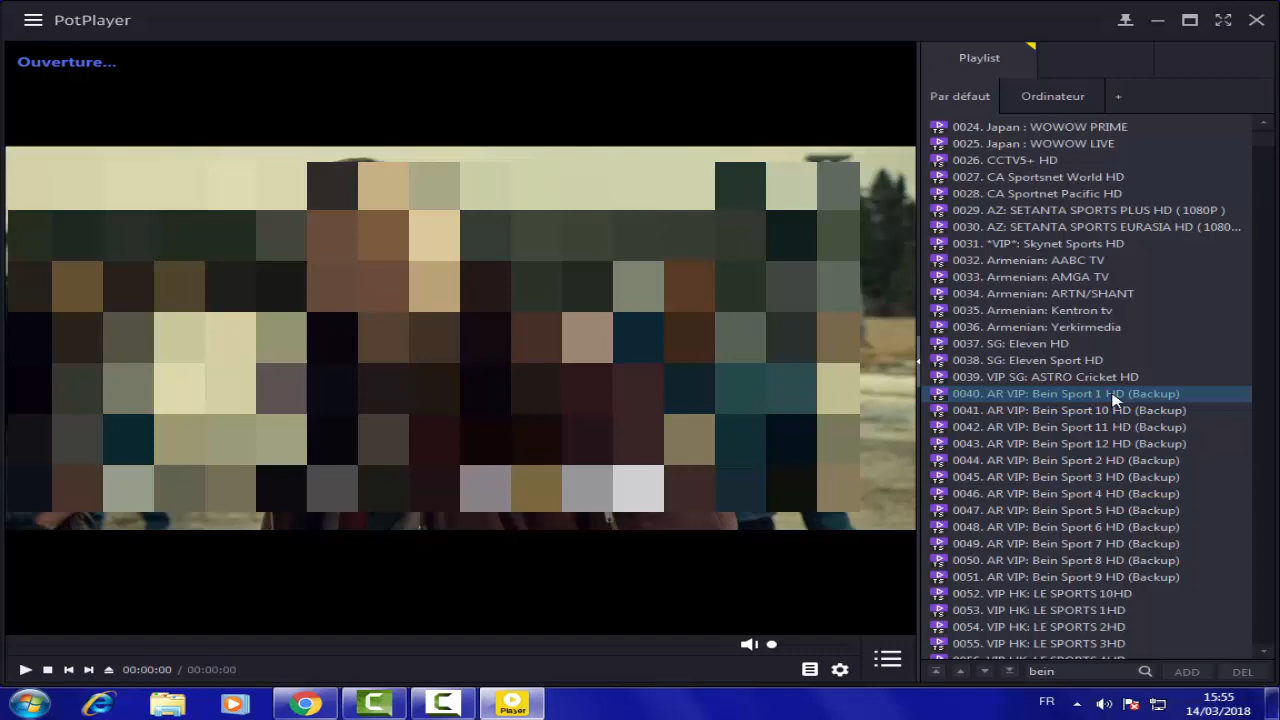 PotPlayer
Ouverture...
Playlist
Par défaut Ordinateur +
0024. Japan : WOWOW PRIME
0025. Japan : WOWOW LIVE
0026. CCTV5+ HD
0027. CA Sportsnet World HD
0028. CA Sportnet Pacific HD
0029. AZ: SETANTA SPORTS PLUS HD ( 1080P )
0030. AZ: SETANTA SPORTS EURASIA HD ( 1080...
0031. *VIP*: Skynet Sports HD
0032. Armenian: AABC TV
0033. Armenian: AMGA TV
0034. Armenian: ARTN/SHANT
0035. Armenian: Kentron tv
0036. Armenian: Yerkirmedia
0037. SG: Eleven HD
0038. SG: Eleven Sport HD
0039. VIP SG: ASTRO Cricket HD
0040. AR VIP: Bein Sport 1 HD (Backup)
0041. AR VIP: Bein Sport 10 HD (Backup)
0042. AR VIP: Bein Sport 11 HD (Backup)
0043. AR VIP: Bein Sport 12 HD (Backup)
0044. AR VIP: Bein Sport 2 HD (Backup)
0045. AR VIP: Bein Sport 3 HD (Backup)
0046. AR VIP: Bein Sport 4 HD (Backup)
0047. AR VIP: Bein Sport 5 HD (Backup)
0048. AR VIP: Bein Sport 6 HD (Backup)
0049. AR VIP: Bein Sport 7 HD (Backup)
0050. AR VIP: Bein Sport 8 HD (Backup)
0051. AR VIP: Bein Sport 9 HD (Backup)
0052. VIP HK: LE SPORTS 10HD
0053. VIP HK: LE SPORTS 1HD
0054. VIP HK: LE SPORTS 2HD
0055. VIP HK: LE SPORTS 3HD
00:00:00 / 00:00:00
bein ADD DEL
Player
FR
15:55
14/03/2018